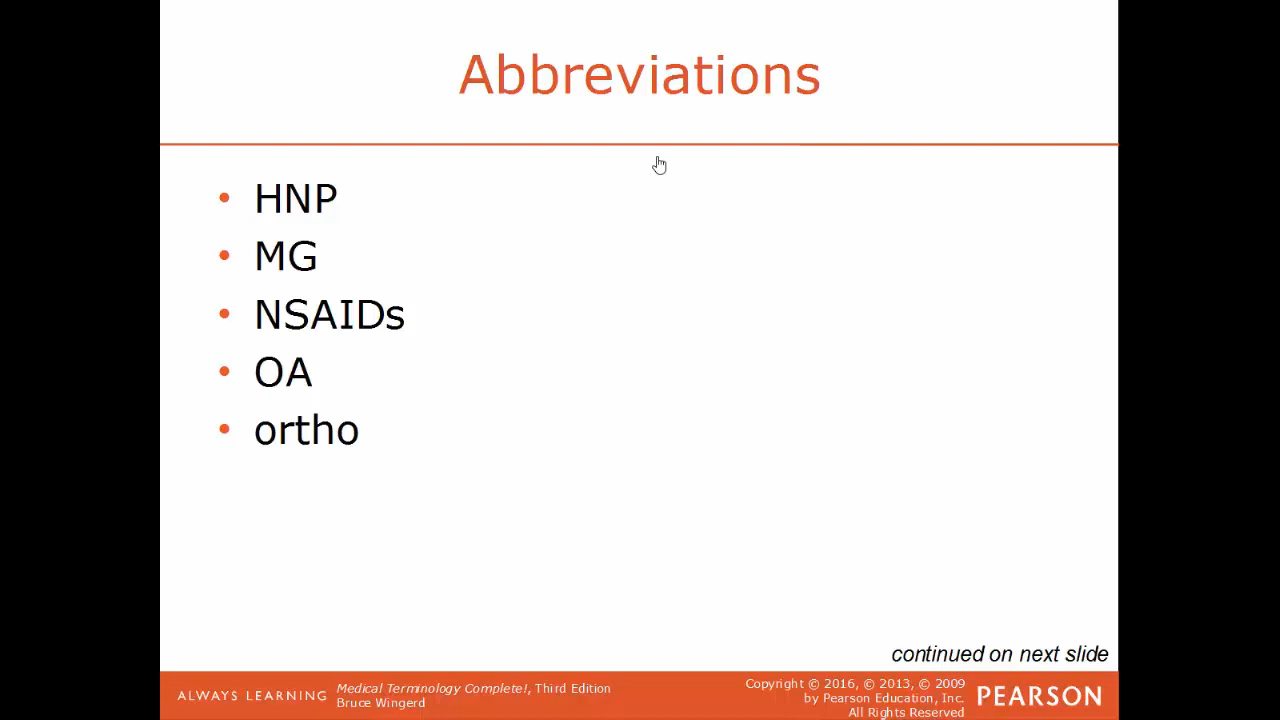 Abbreviations
• HNP
• MG
• NSAIDs
• OA
• ortho
continued on next slide
ALWAYS LEARNING
Medical Terminology Complete!, Third Edition
Bruce Wingerd
Copyright © 2016, © 2013, © 2009
by Pearson Education, Inc.
All Rights Reserved
PEARSON